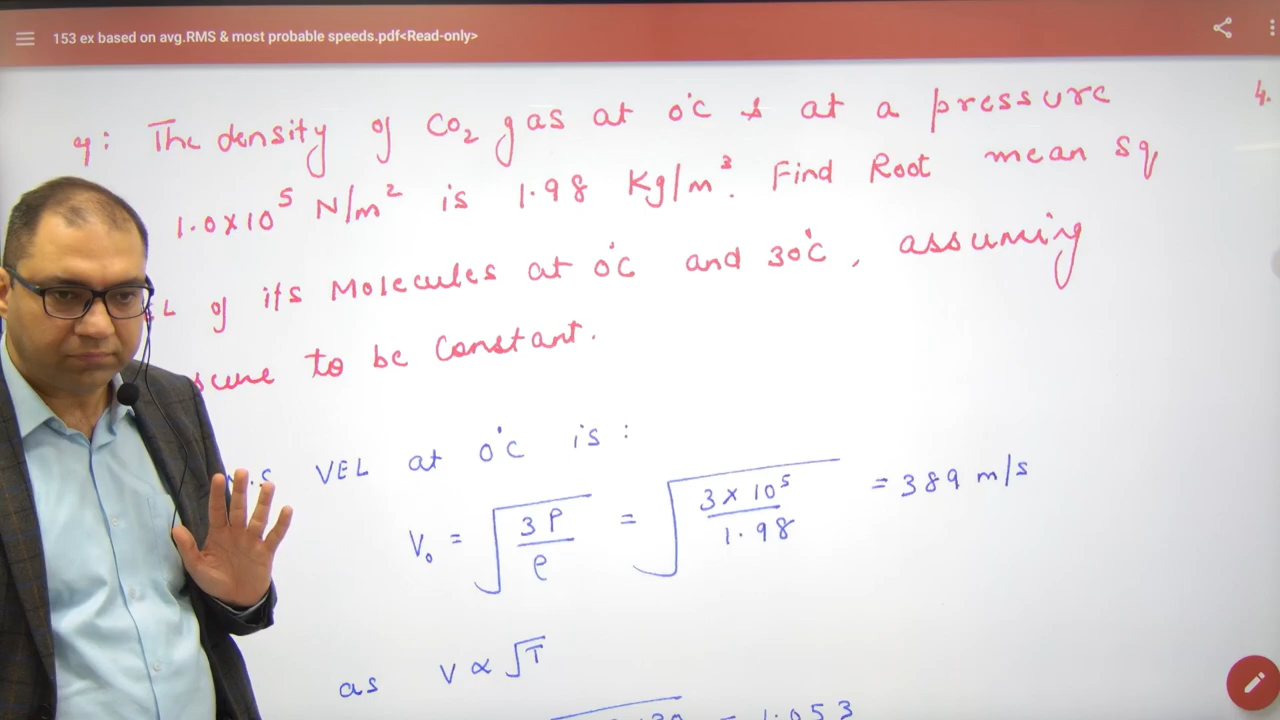 153 ex based on avg.RMS & most probable speeds.pdf<Read-only>
4.
q: The density of CO₂ gas at 0°C & at a pressure
1.0×10⁵ N/m² is 1.98 Kg/m³. Find Root mean sq
EL of its Molecules at 0°C and 30°C, assuming
sure to be constant.
M.S VEL at 0°C is :
V₀ = √(3P/ρ) = √(3×10⁵/1.98) = 389 m/s
as V ∝ √T
= 1.053